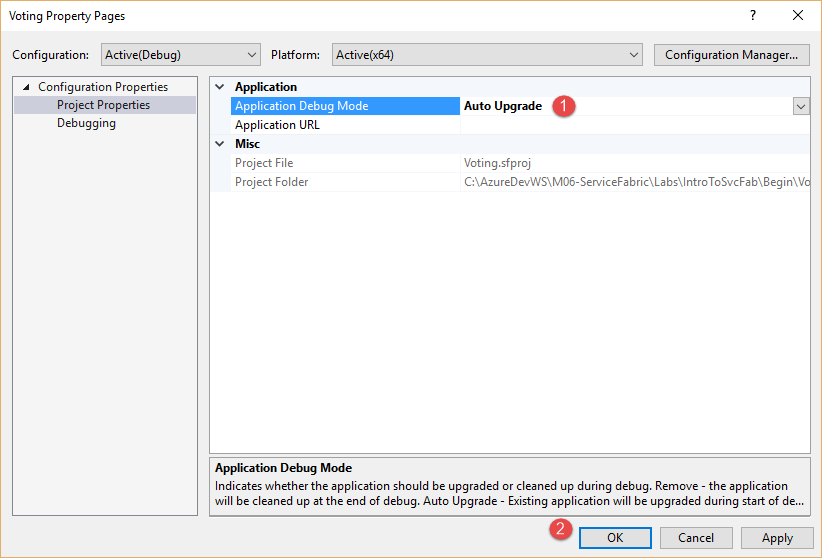 Voting Property Pages
?
Configuration: Active(Debug) Platform: Active(x64) Configuration Manager...
Configuration Properties
Project Properties
Debugging
Application
Application Debug Mode Auto Upgrade 1
Application URL
Misc
Project File Voting.sfproj
Project Folder C:\AzureDevWS\M06-ServiceFabric\Labs\IntroToSvcFab\Begin\Vo
Application Debug Mode
Indicates whether the application should be upgraded or cleaned up during debug. Remove - the application
will be cleaned up at the end of debug. Auto Upgrade - Existing application will be upgraded during start of de...
2 OK Cancel Apply